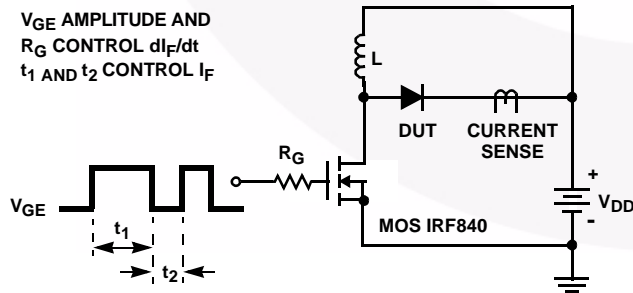 VGE AMPLITUDE AND
RG CONTROL dIF/dt
t1 AND t2 CONTROL IF
L
DUT
CURRENT
SENSE
RG
+
VDD
-
VGE
MOS IRF840
t1
t2